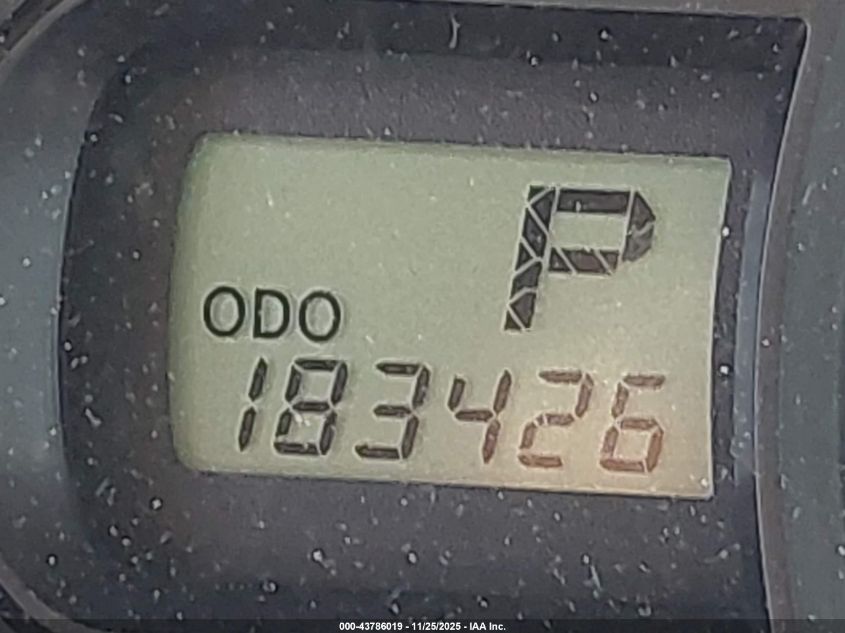 P
ODO
183426
000-43786019 - 11/25/2025 - IAA Inc.